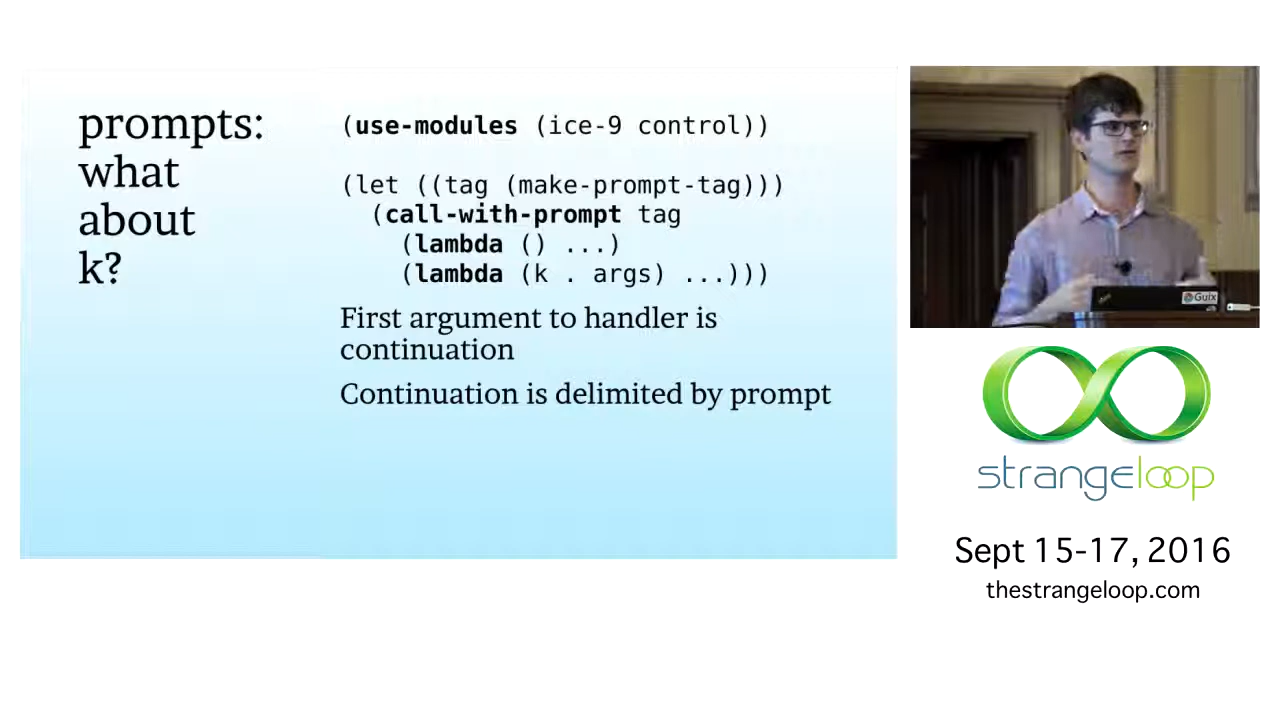 prompts:
what
about
k?
(use-modules (ice-9 control))
(let ((tag (make-prompt-tag)))
(call-with-prompt tag
(lambda () ...)
(lambda (k . args) ...)))
First argument to handler is
continuation
Continuation is delimited by prompt
Guix
strangeloop
Sept 15-17, 2016
thestrangeloop.com